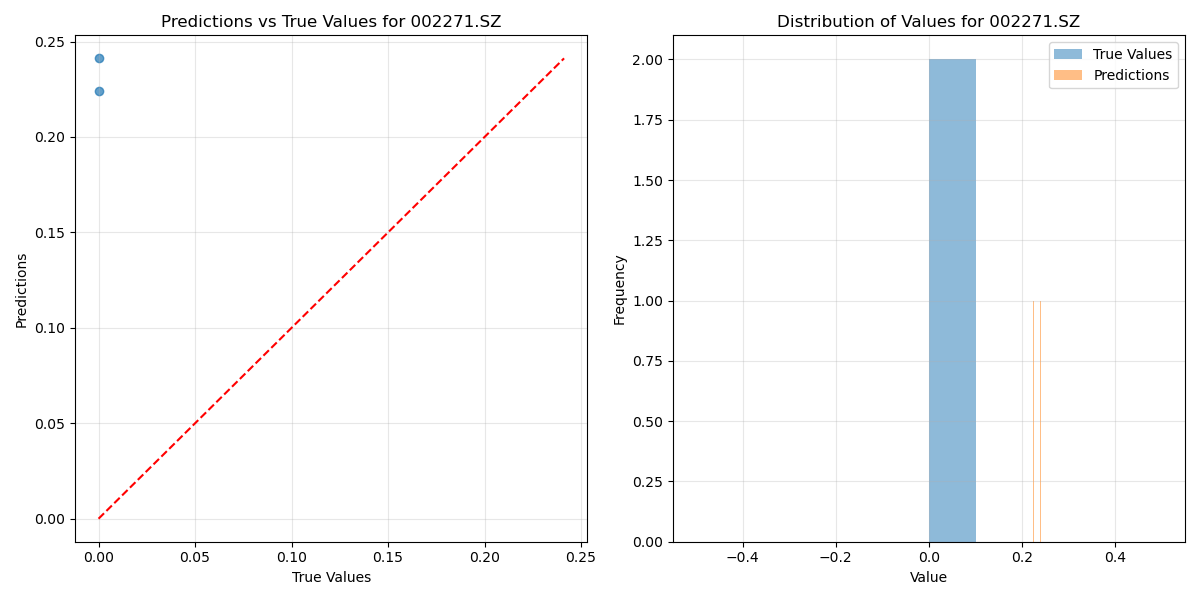 Predictions vs True Values for 002271.SZ
0.25
0.20
0.15
0.10
0.05
0.00
Predictions
0.00 0.05 0.10 0.15 0.20 0.25
True Values
Distribution of Values for 002271.SZ
True Values
Predictions
2.00
1.75
1.50
1.25
1.00
0.75
0.50
0.25
0.00
Frequency
−0.4 −0.2 0.0 0.2 0.4
Value